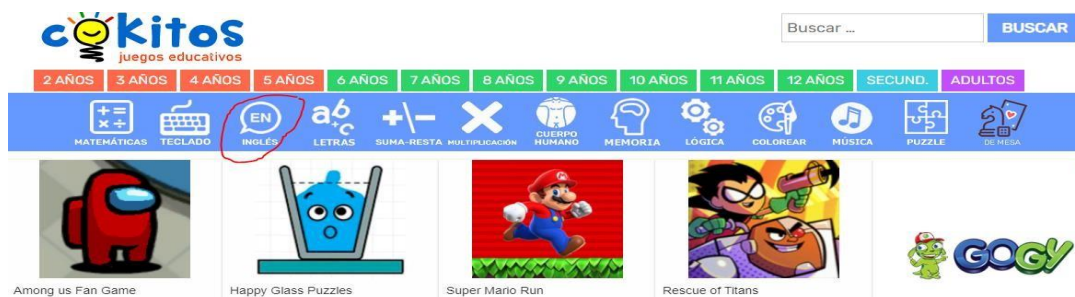 cokitos
juegos educativos
Buscar ...
BUSCAR
2 AÑOS 3 AÑOS 4 AÑOS 5 AÑOS 6 AÑOS 7 AÑOS 8 AÑOS 9 AÑOS 10 AÑOS 11 AÑOS 12 AÑOS SECUND. ADULTOS
EN
abc
MATEMÁTICAS TECLADO INGLÉS LETRAS SUMA-RESTA MULTIPLICACIÓN CUERPO HUMANO MEMORIA LÓGICA COLOREAR MÚSICA PUZZLE DE MESA
Among us Fan Game
Happy Glass Puzzles
Super Mario Run
Rescue of Titans
GOGY